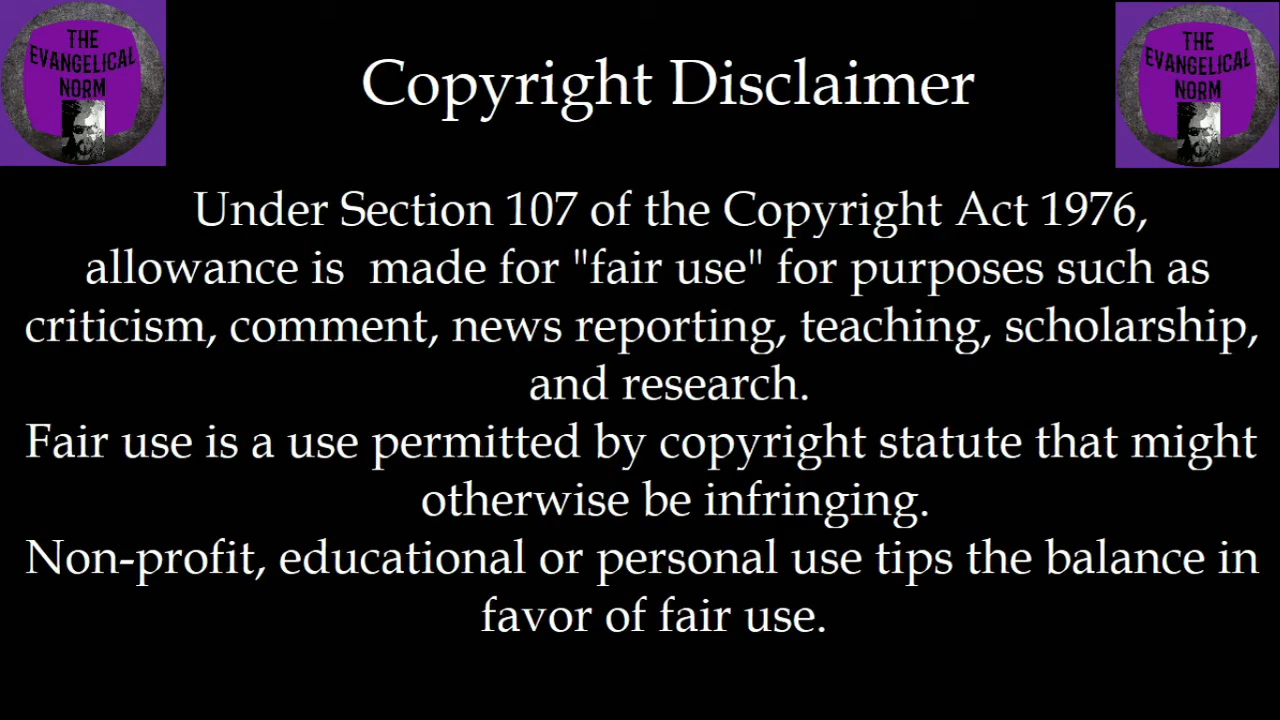 THE
EVANGELICAL
NORM
THE
EVANGELICAL
NORM
Copyright Disclaimer
Under Section 107 of the Copyright Act 1976,
allowance is  made for "fair use" for purposes such as
criticism, comment, news reporting, teaching, scholarship,
and research.
Fair use is a use permitted by copyright statute that might
otherwise be infringing.
Non-profit, educational or personal use tips the balance in
favor of fair use.